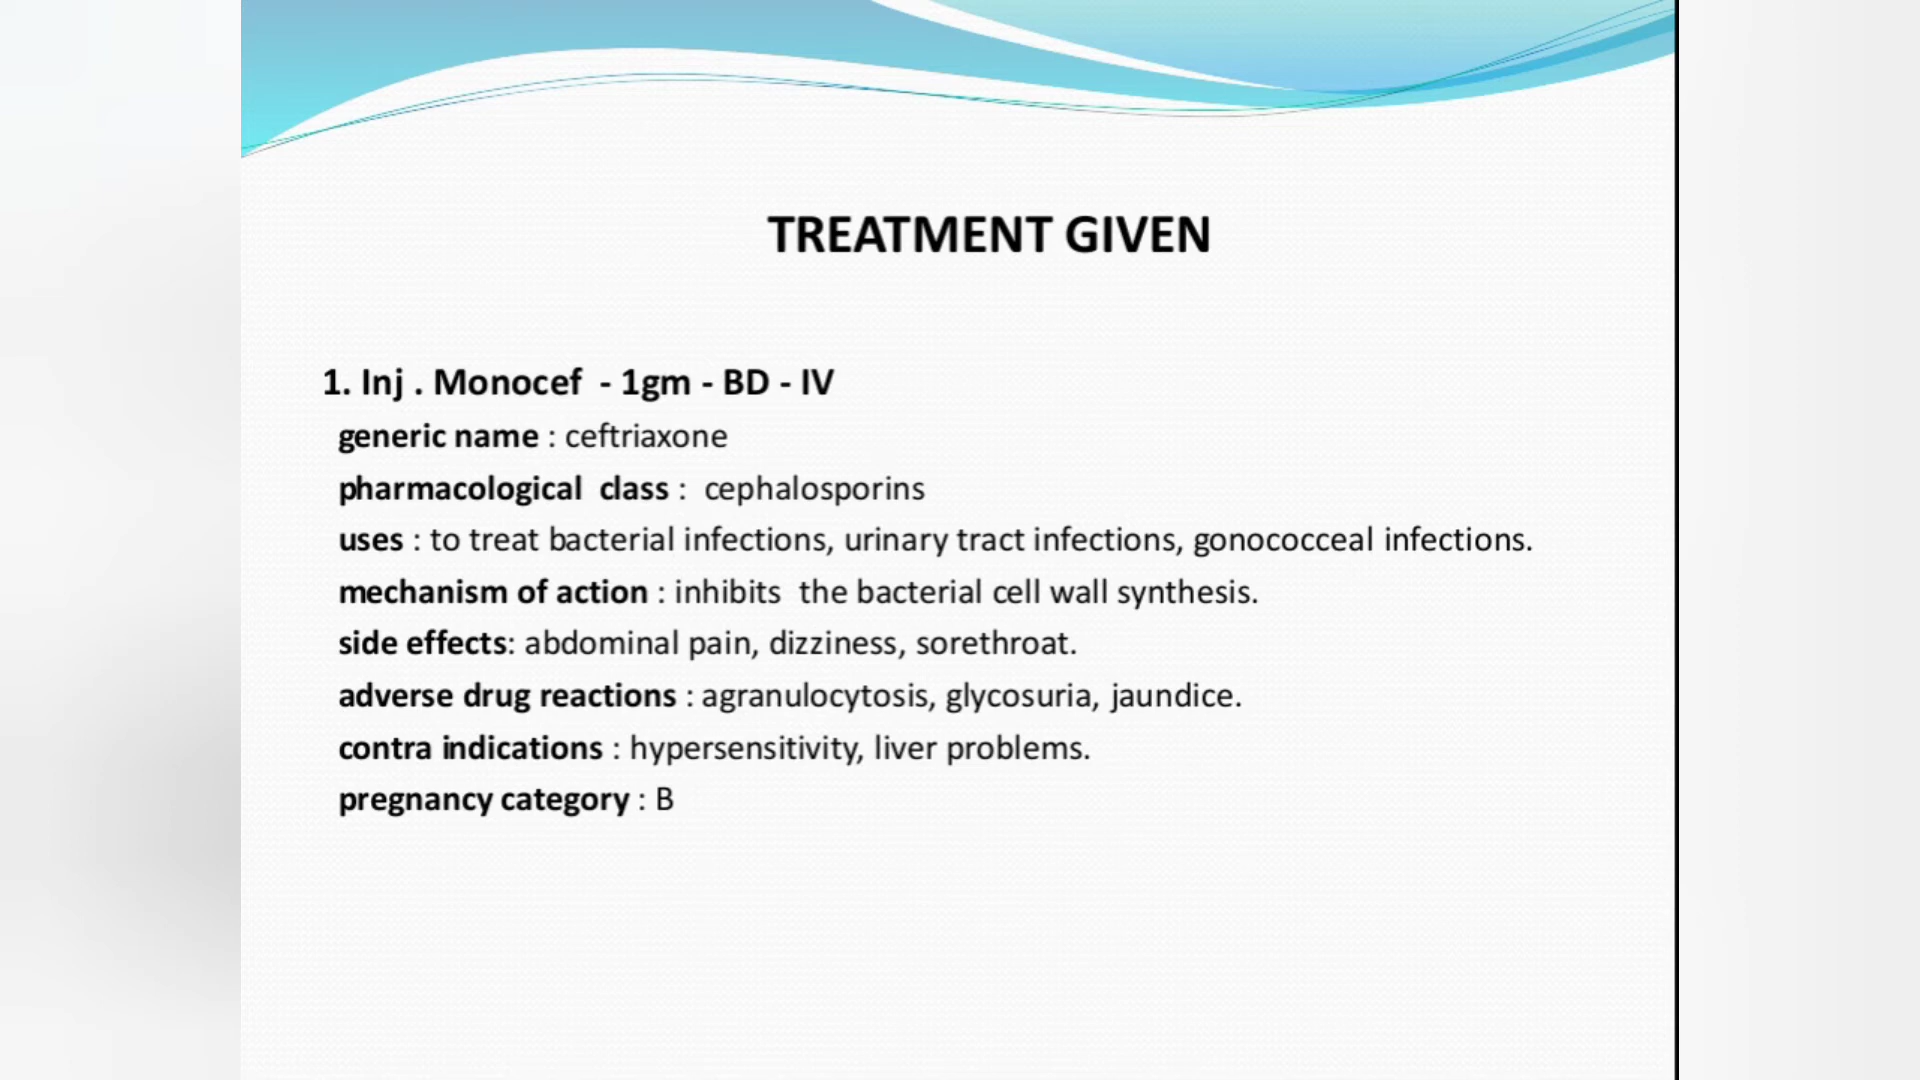 TREATMENT GIVEN
1. Inj . Monocef - 1gm - BD - IV
generic name : ceftriaxone
pharmacological class : cephalosporins
uses : to treat bacterial infections, urinary tract infections, gonococceal infections.
mechanism of action : inhibits the bacterial cell wall synthesis.
side effects: abdominal pain, dizziness, sorethroat.
adverse drug reactions : agranulocytosis, glycosuria, jaundice.
contra indications : hypersensitivity, liver problems.
pregnancy category : B